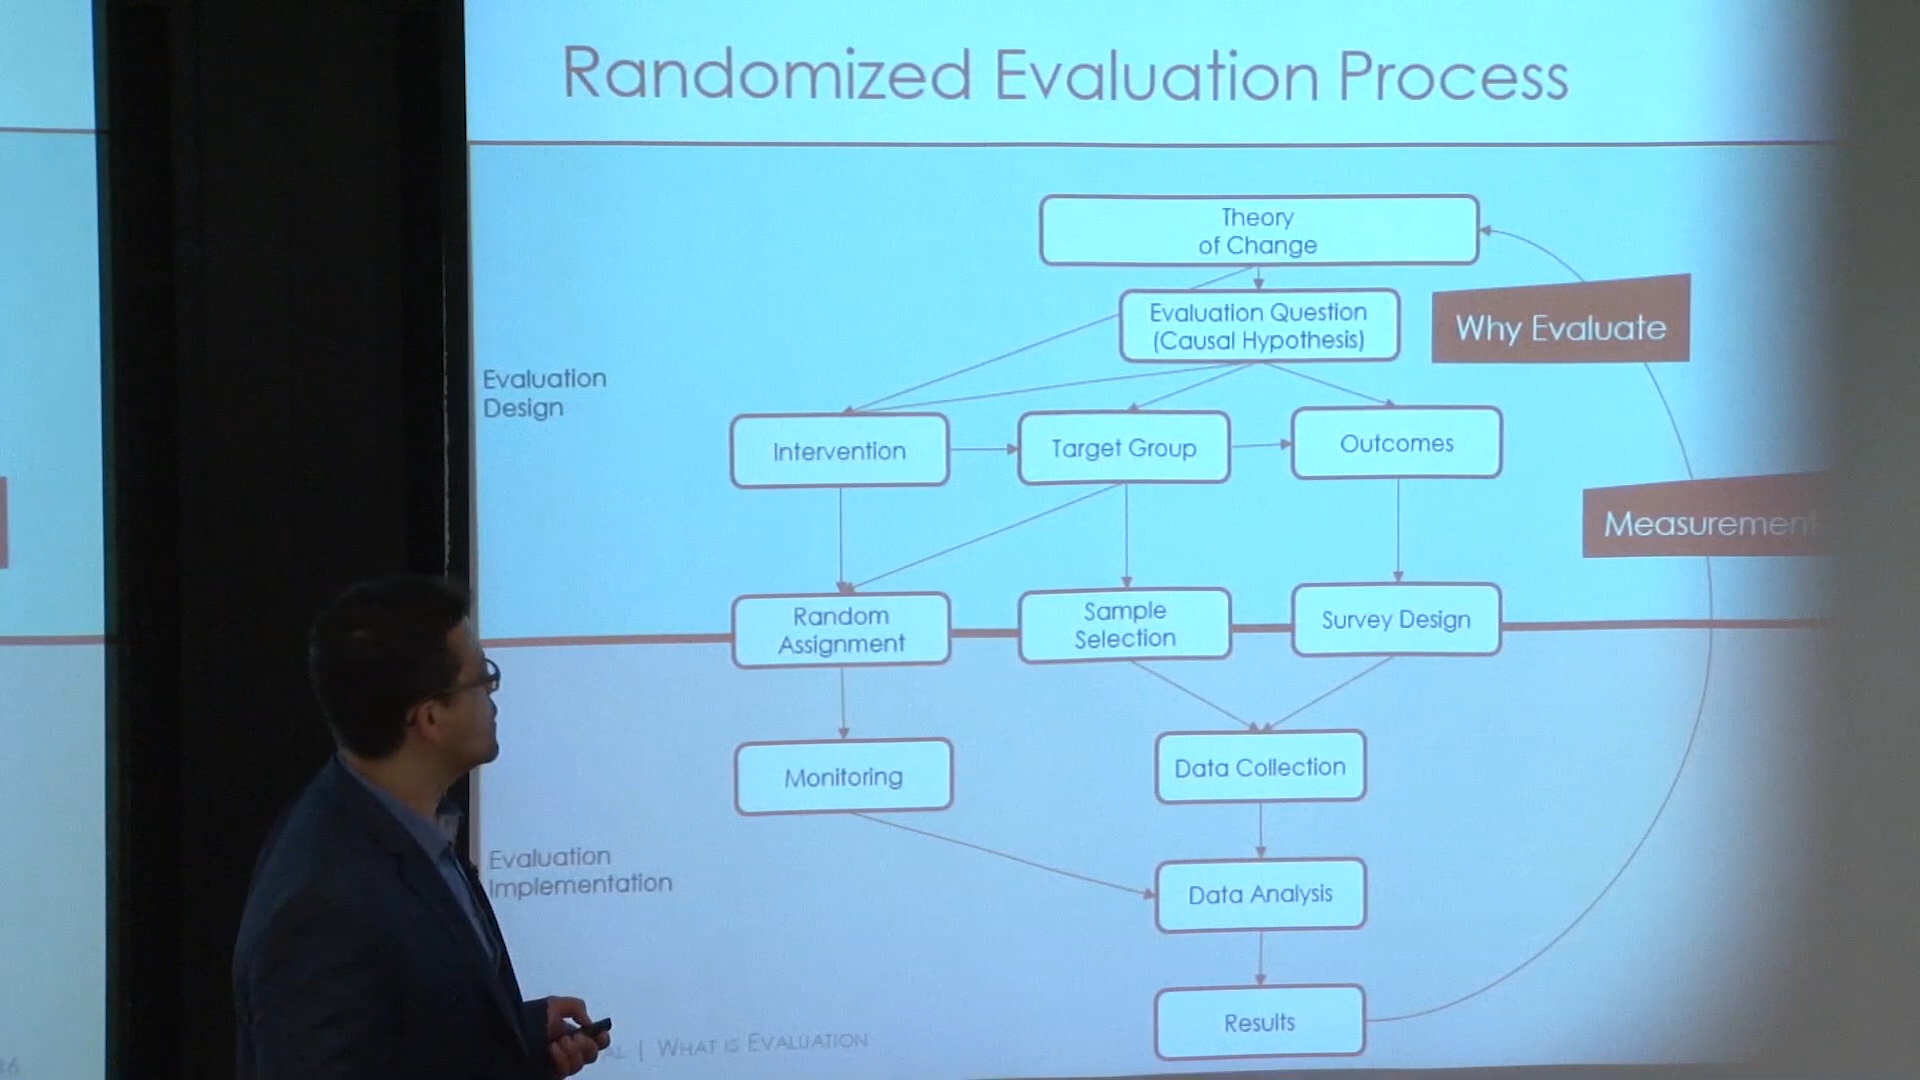 Randomized Evaluation Process
Theory
of Change
Evaluation Question
(Causal Hypothesis)
Why Evaluate
Evaluation
Design
Intervention
Target Group
Outcomes
Measurement
Random
Assignment
Sample
Selection
Survey Design
Monitoring
Data Collection
Evaluation
Implementation
Data Analysis
Results
| WHAT IS EVALUATION